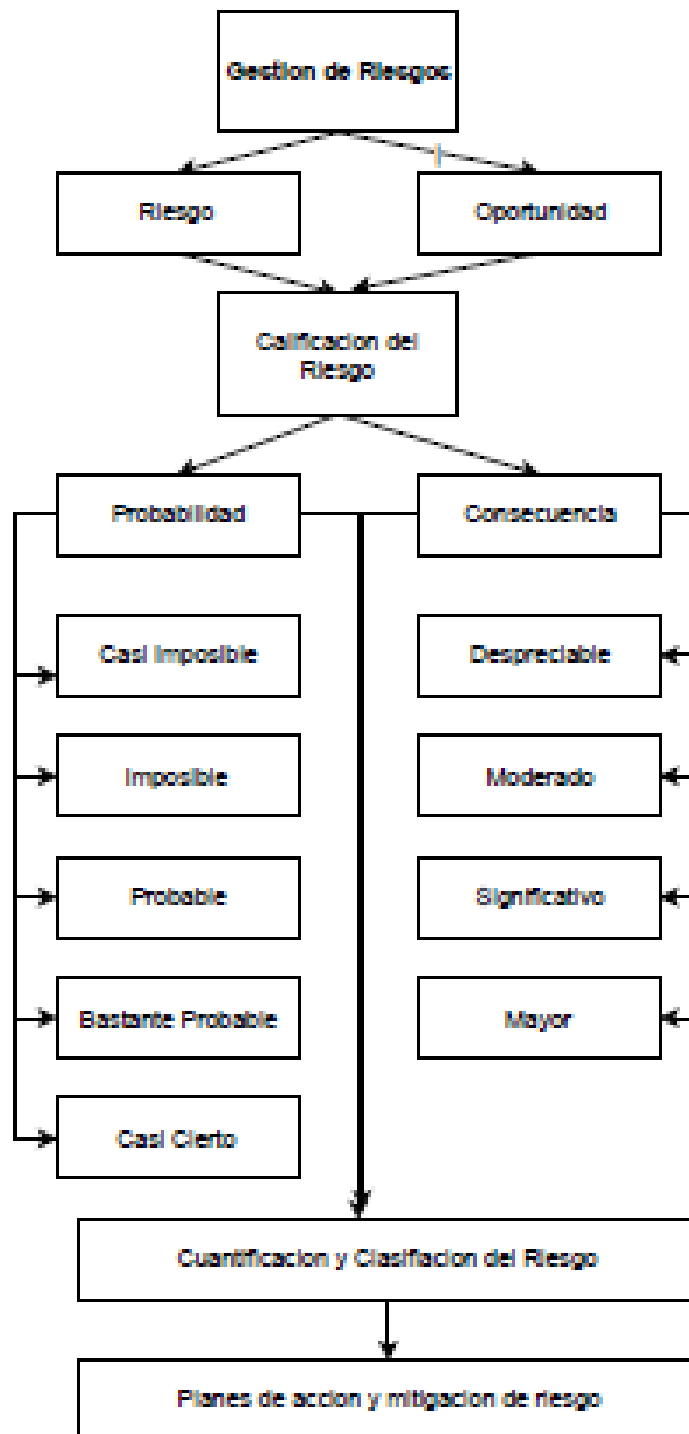 Gestion de Riesgos
Riesgo
Oportunidad
Calificacion del
Riesgo
Probabilidad
Consecuencia
Casi Imposible
Despreciable
Imposible
Moderado
Probable
Significativo
Bastante Probable
Mayor
Casi Cierto
Cuantificacion y Clasifiacion del Riesgo
Planes de accion y mitigacion de riesgo